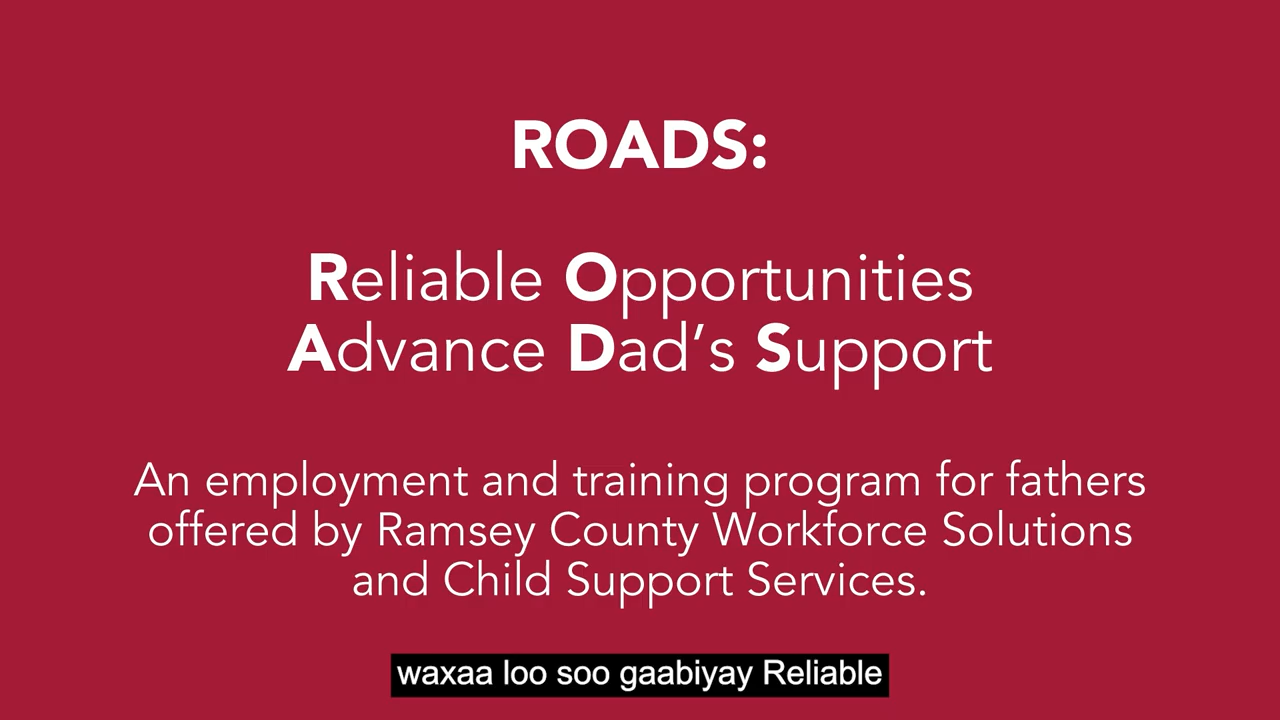 ROADS:
Reliable Opportunities
Advance Dad’s Support
An employment and training program for fathers
offered by Ramsey County Workforce Solutions
and Child Support Services.
waxaa loo soo gaabiyay Reliable